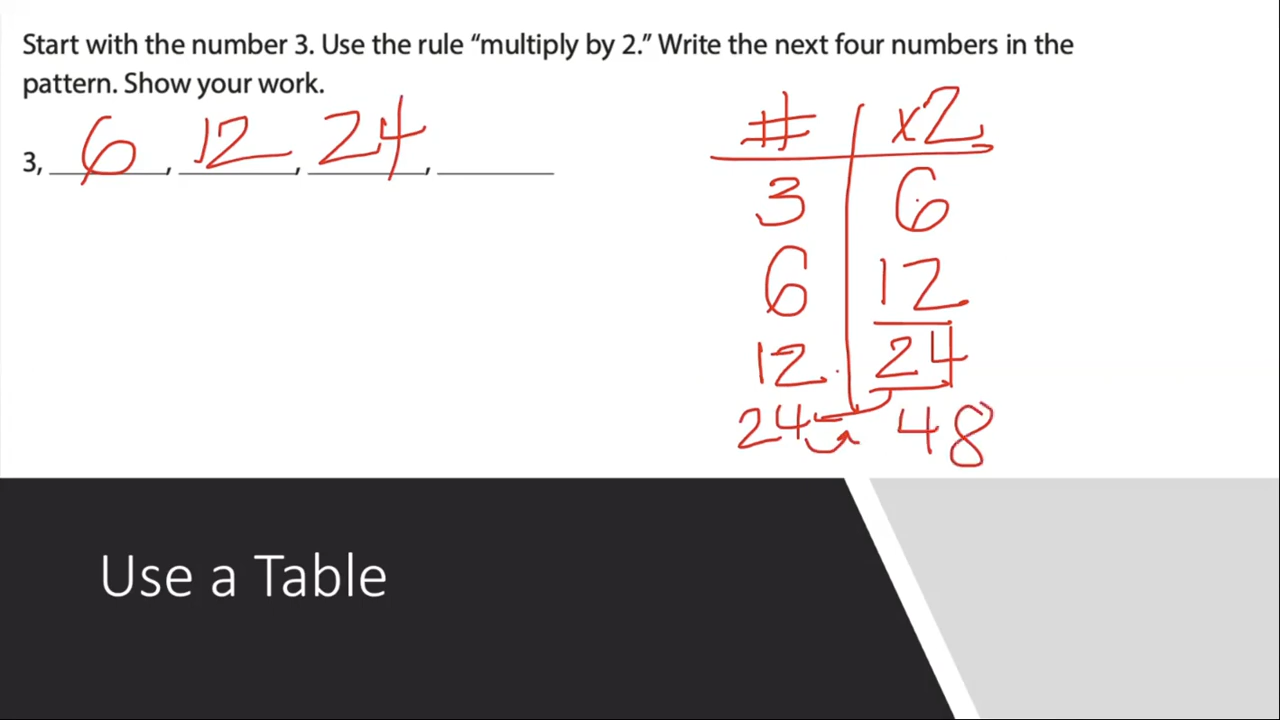 Start with the number 3. Use the rule “multiply by 2.” Write the next four numbers in the
pattern. Show your work.
3, 6, 12, 24, 
# x2
3 6
6 12
12 24
24 48
Use a Table